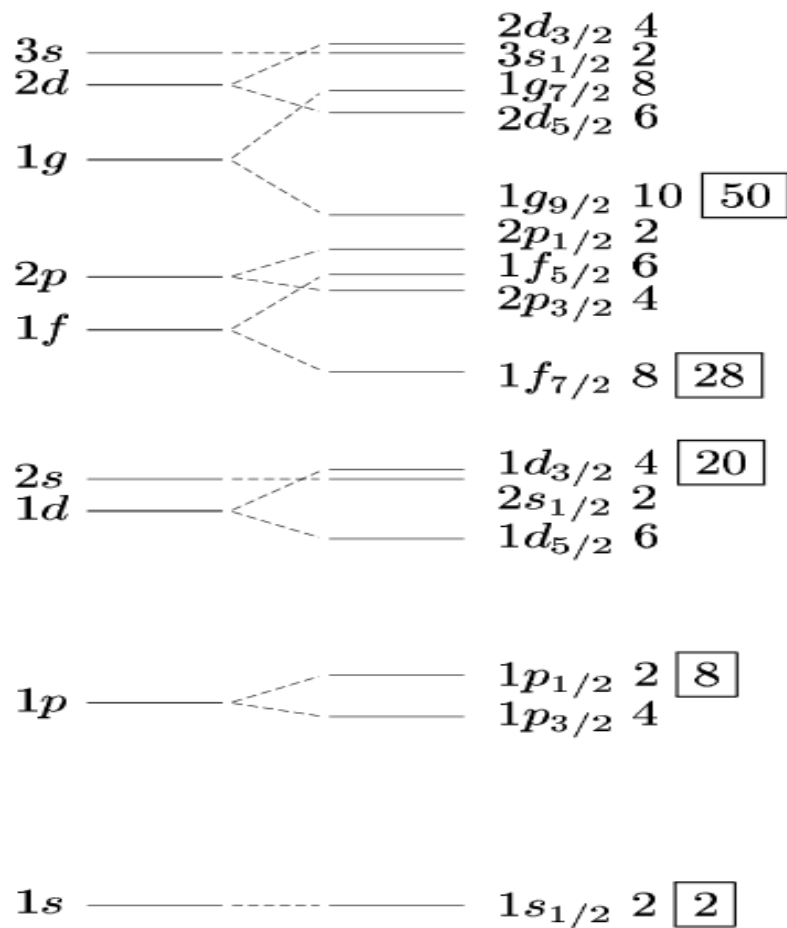 3s
2d
1g
2p
1f
2s
1d
1p
1s
2d3/2 4
3s1/2 2
1g7/2 8
2d5/2 6
1g9/2 10 50
2p1/2 2
1f5/2 6
2p3/2 4
1f7/2 8 28
1d3/2 4 20
2s1/2 2
1d5/2 6
1p1/2 2 8
1p3/2 4
1s1/2 2 2